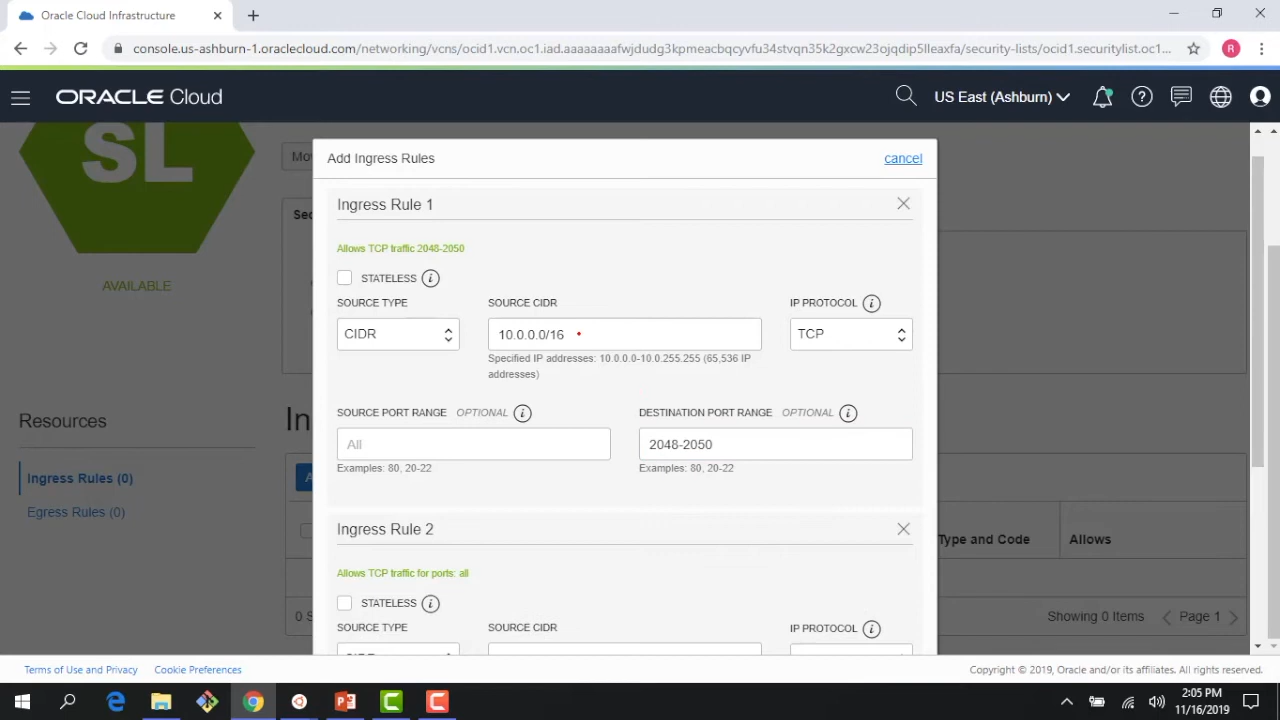 Oracle Cloud Infrastructure
console.us-ashburn-1.oraclecloud.com/networking/vcns/ocid1.vcn.oc1.iad.aaaaaaaafwjdudg3kpmeacbqcyvfu34stvqn35k2gxcw23ojqdip5lleaxfa/security-lists/ocid1.securitylist.oc1...
R
ORACLE Cloud
US East (Ashburn)
SL
AVAILABLE
Mov
Sec
Add Ingress Rules
cancel
Ingress Rule 1
Allows TCP traffic 2048-2050
STATELESS i
SOURCE TYPE
SOURCE CIDR
IP PROTOCOL i
CIDR
10.0.0.0/16
TCP
Specified IP addresses: 10.0.0.0-10.0.255.255 (65,536 IP
addresses)
SOURCE PORT RANGE OPTIONAL i
DESTINATION PORT RANGE OPTIONAL i
All
2048-2050
Examples: 80, 20-22
Examples: 80, 20-22
Ingress Rule 2
Allows TCP traffic for ports: all
STATELESS i
SOURCE TYPE
SOURCE CIDR
IP PROTOCOL i
Resources
Ingress Rules (0)
Egress Rules (0)
In
A
Type and Code
Allows
0 S
Showing 0 Items
Page 1
Terms of Use and Privacy
Cookie Preferences
Copyright © 2019, Oracle and/or its affiliates. All rights reserved.
2:05 PM
11/16/2019